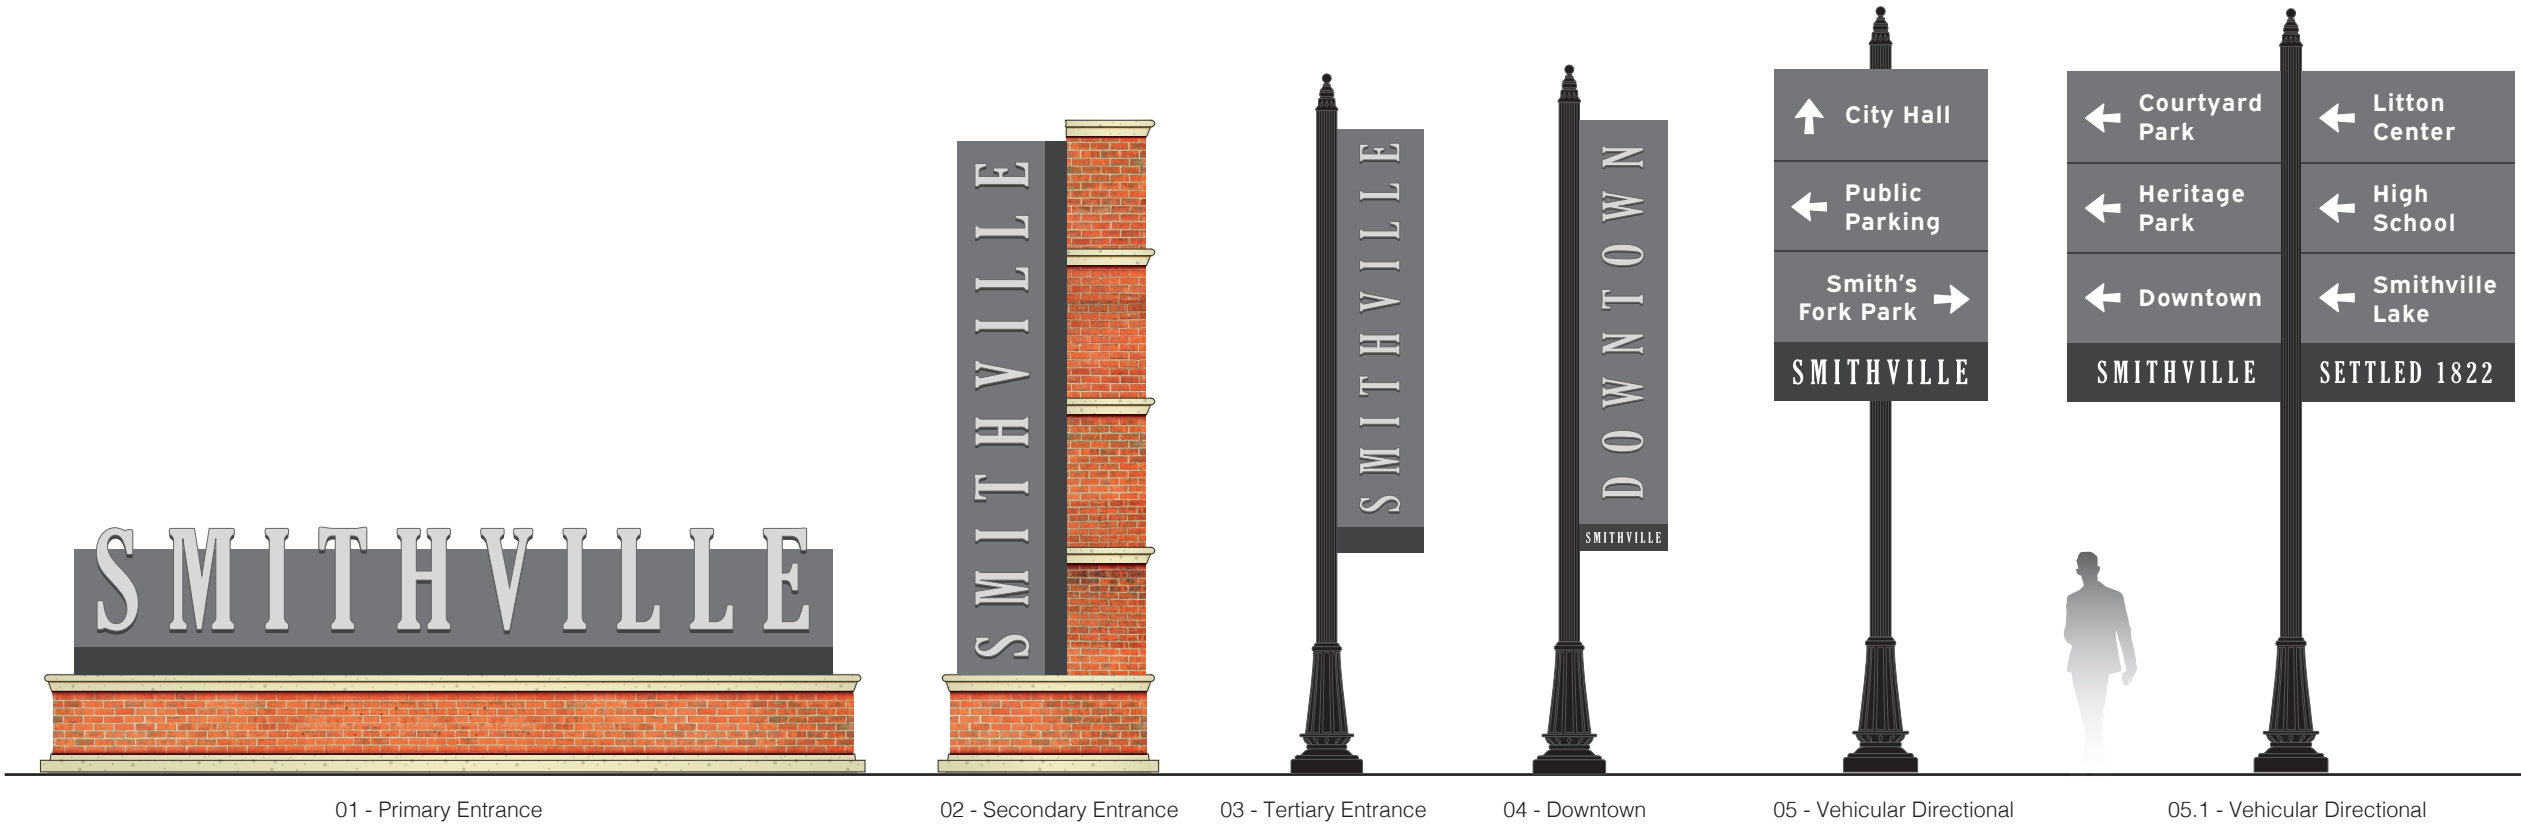 SMITHVILLE
SMITHVILLE
SMITHVILLE
DOWNTOWN
SMITHVILLE
City Hall
Public
Parking
Smith's
Fork Park
SMITHVILLE
Courtyard
Park
Heritage
Park
Downtown
SMITHVILLE
Litton
Center
High
School
Smithville
Lake
SETTLED 1822
01 - Primary Entrance
02 - Secondary Entrance
03 - Tertiary Entrance
04 - Downtown
05 - Vehicular Directional
05.1 - Vehicular Directional